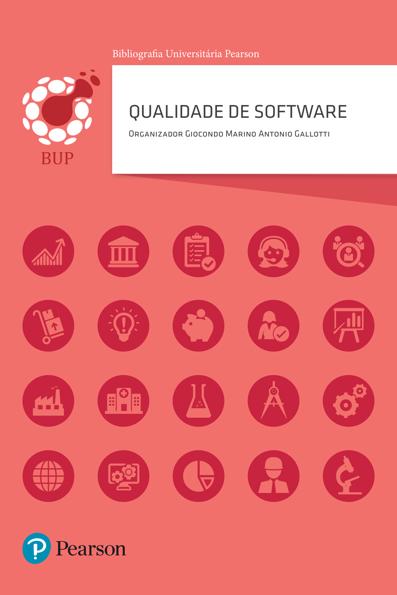 Bibliografia Universitária Pearson
QUALIDADE DE SOFTWARE
Organizador Giocondo Marino Antonio Gallotti
BUP
P Pearson